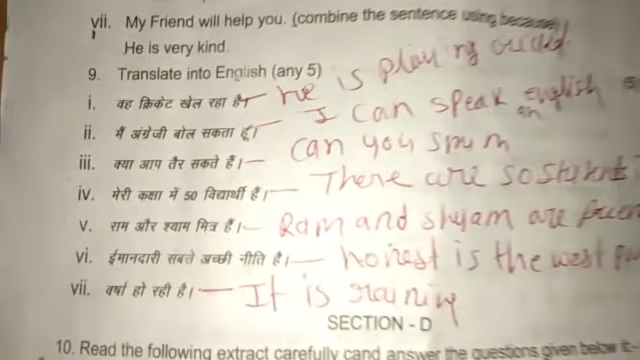 vii. My Friend will help you. (combine the sentence using because)
He is very kind.
9. Translate into English (any 5)
i. वह क्रिकेट खेल रहा है। He is playing
ii. मैं अंग्रेजी बोल सकता हूँ। I can speak english
iii. क्या आप तैर सकते हैं। can you swim
iv. मेरी कक्षा में 50 विद्यार्थी हैं। There are 50
v. राम और श्याम मित्र हैं। Ram and shyam are
vi. ईमानदारी सबसे अच्छी नीति है। honest is the west
vii. वर्षा हो रही है। It is raining
SECTION - D
10. Read the following extract carefully cand answer the questions given below it-